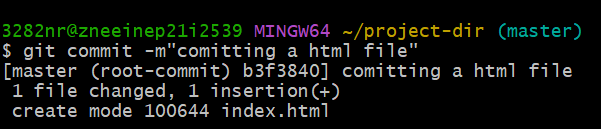 3282nr@zneeinep21i2539 MINGW64 ~/project-dir (master)
$ git commit -m"comitting a html file"
[master (root-commit) b3f3840] comitting a html file
 1 file changed, 1 insertion(+)
 create mode 100644 index.html